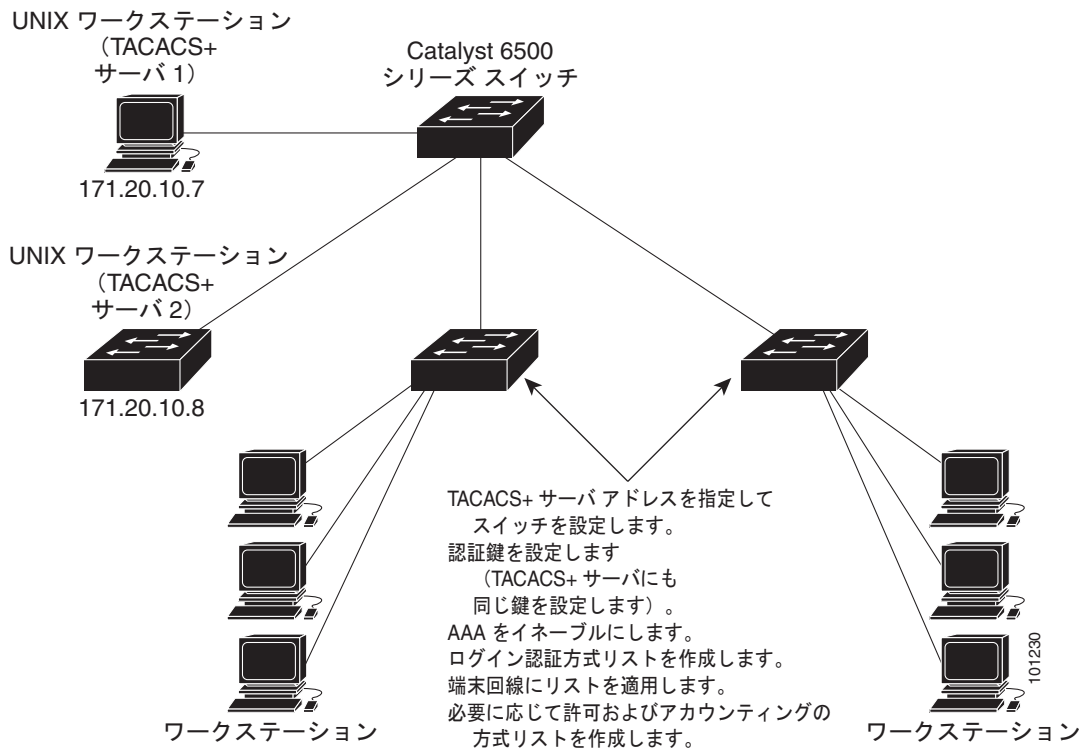 UNIX ワークステーション
（TACACS+
サーバ 1）
171.20.10.7
Catalyst 6500
シリーズ スイッチ
UNIX ワークステーション
（TACACS+
サーバ 2）
171.20.10.8
TACACS+ サーバ アドレスを指定して
スイッチを設定します。
認証鍵を設定します
（TACACS+ サーバにも
同じ鍵を設定します）。
AAA をイネーブルにします。
ログイン認証方式リストを作成します。
端末回線にリストを適用します。
必要に応じて許可およびアカウンティングの
方式リストを作成します。
ワークステーション
ワークステーション
101230